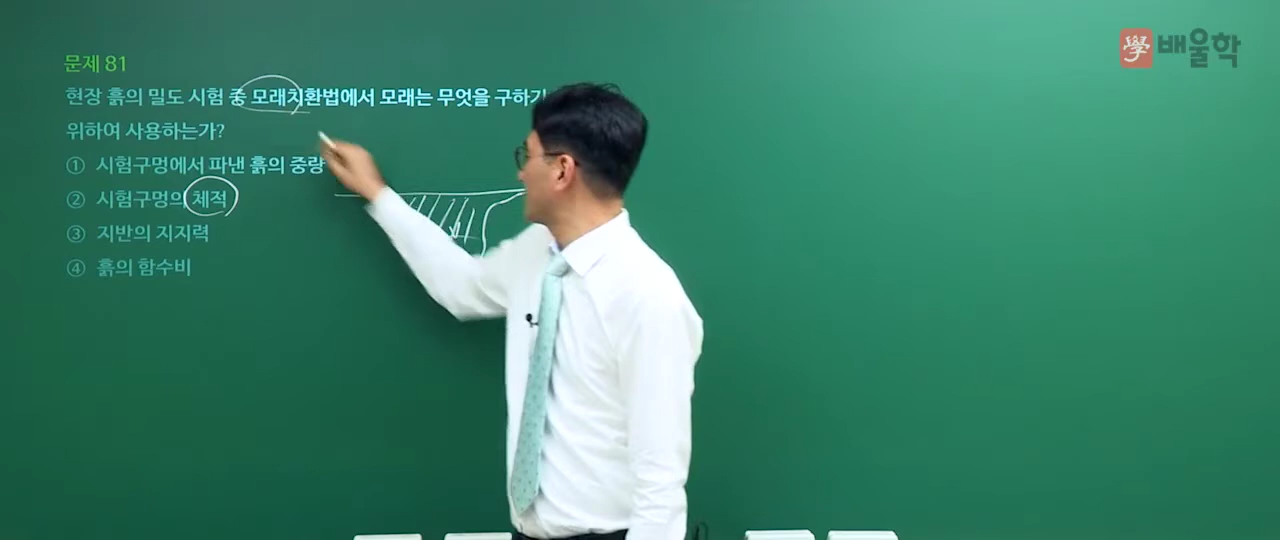 學 배울학
문제 81
현장 흙의 밀도 시험 중 모래치환법에서 모래는 무엇을 구하기
위하여 사용하는가?
① 시험구멍에서 파낸 흙의 중량
② 시험구멍의 체적
③ 지반의 지지력
④ 흙의 함수비